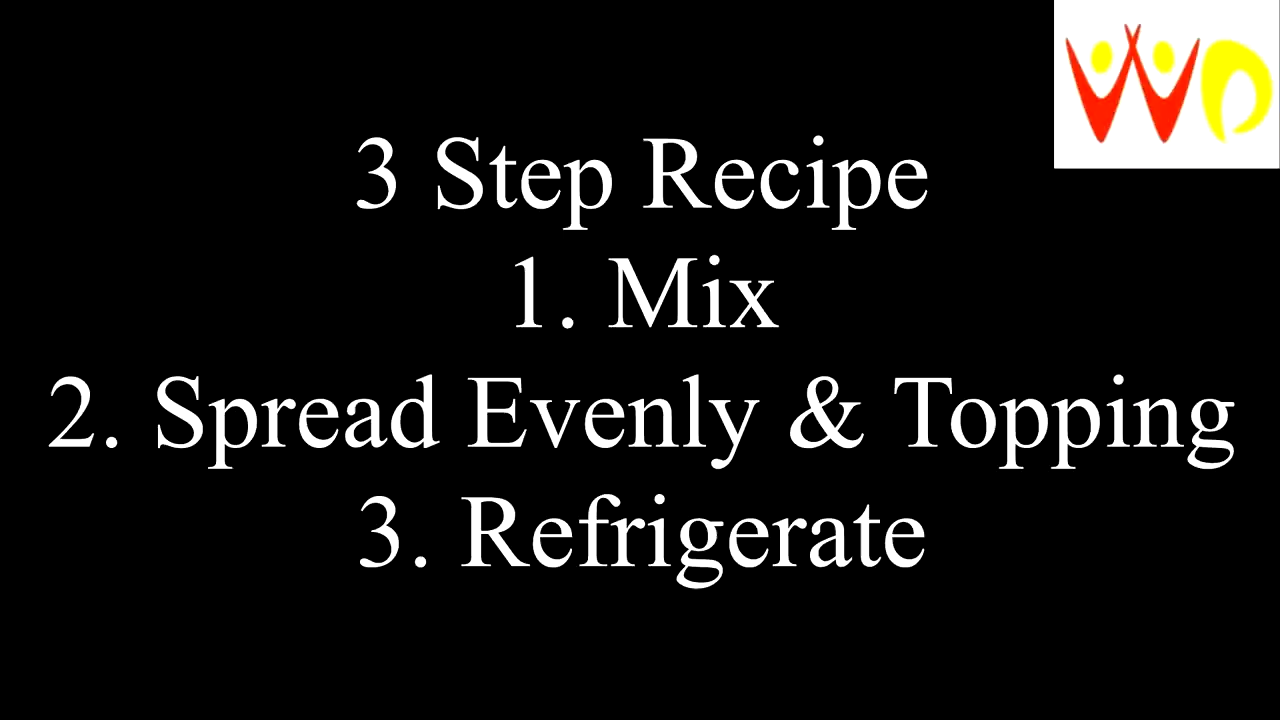 3 Step Recipe
1. Mix
2. Spread Evenly & Topping
3. Refrigerate